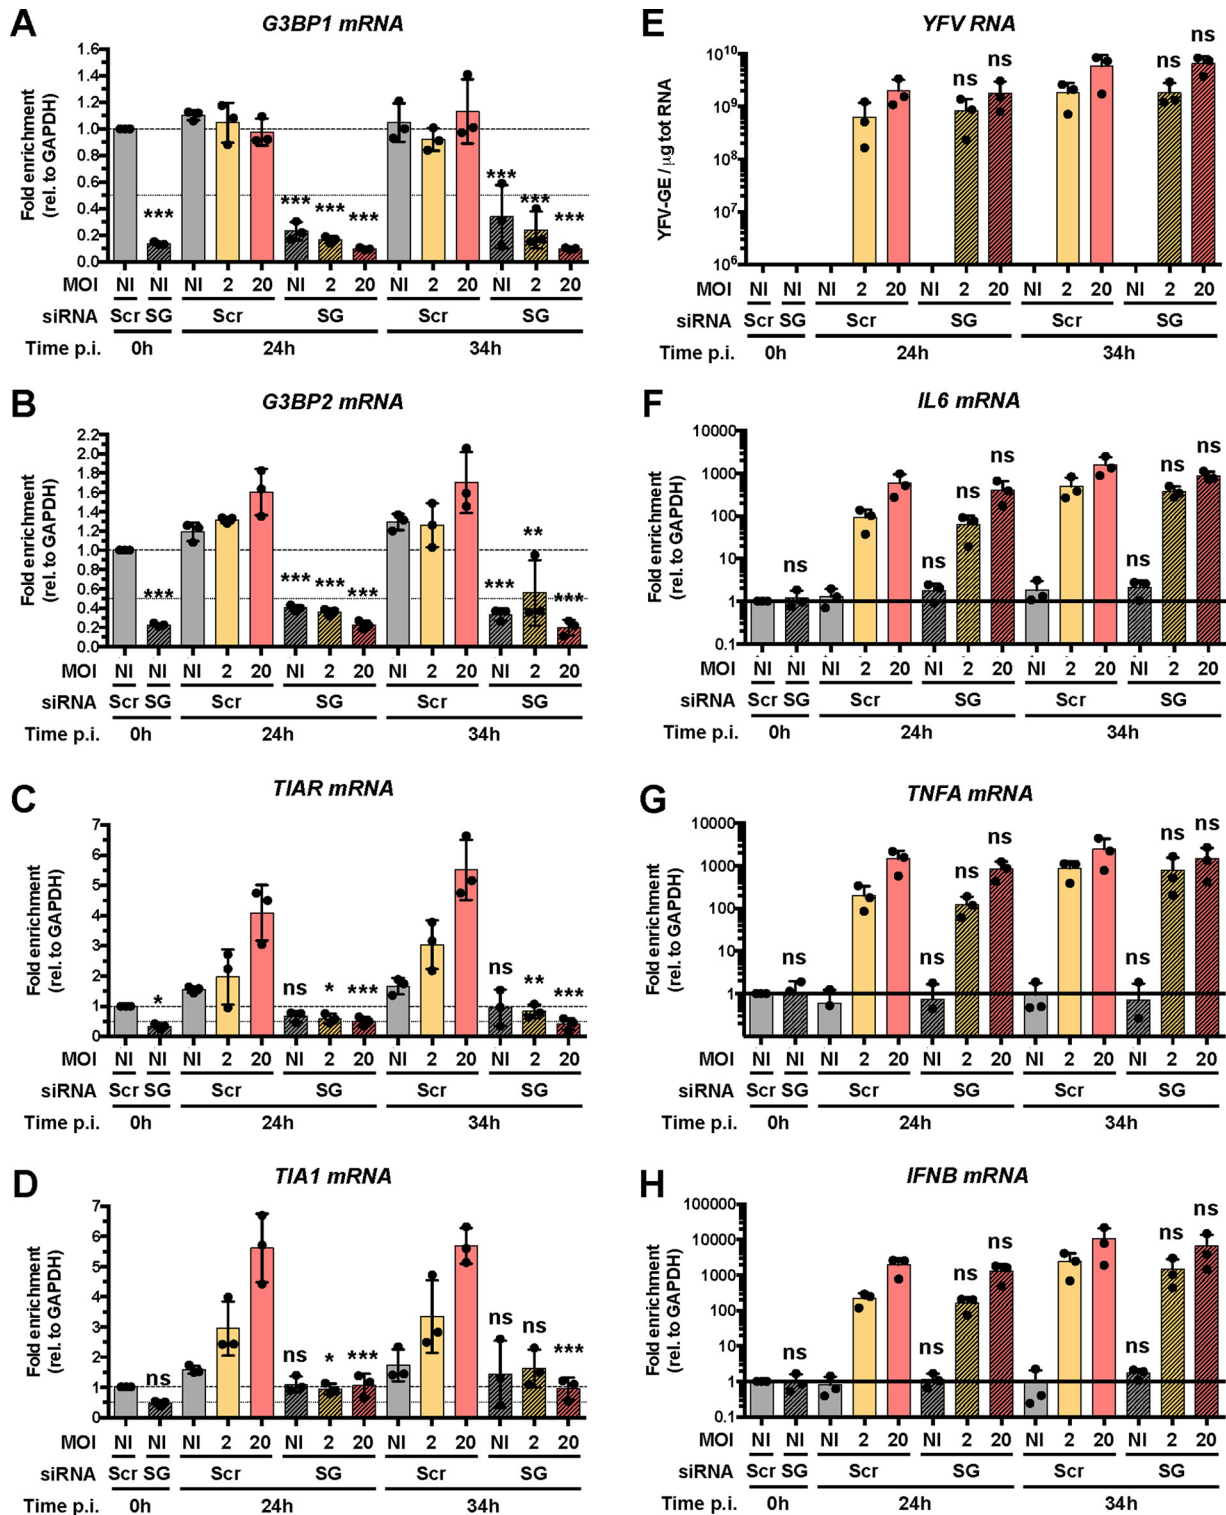 A
G3BP1 mRNA
Fold enrichment
(rel. to GAPDH)
1.6
1.4
1.2
1.0
0.8
0.6
0.4
0.2
0.0
*** *** *** *** *** *** ***
MOI NI NI NI 2 20 NI 2 20 NI 2 20 NI 2 20
siRNA Scr SG Scr SG Scr SG
Time p.i. 0h 24h 34h
B
G3BP2 mRNA
Fold enrichment
(rel. to GAPDH)
2.2
2.0
1.8
1.6
1.4
1.2
1.0
0.8
0.6
0.4
0.2
0.0
*** *** *** *** *** ** ***
MOI NI NI NI 2 20 NI 2 20 NI 2 20 NI 2 20
siRNA Scr SG Scr SG Scr SG
Time p.i. 0h 24h 34h
C
TIAR mRNA
Fold enrichment
(rel. to GAPDH)
7
6
5
4
3
2
1
0
* ns * *** ns ** ***
MOI NI NI NI 2 20 NI 2 20 NI 2 20 NI 2 20
siRNA Scr SG Scr SG Scr SG
Time p.i. 0h 24h 34h
D
TIA1 mRNA
Fold enrichment
(rel. to GAPDH)
7
6
5
4
3
2
1
0
ns ns * *** ns ns ***
MOI NI NI NI 2 20 NI 2 20 NI 2 20 NI 2 20
siRNA Scr SG Scr SG Scr SG
Time p.i. 0h 24h 34h
E
YFV RNA
YFV-GE / µg tot RNA
10¹⁰
10⁹
10⁸
10⁷
10⁶
ns ns ns ns
MOI NI NI NI 2 20 NI 2 20 NI 2 20 NI 2 20
siRNA Scr SG Scr SG Scr SG
Time p.i. 0h 24h 34h
F
IL6 mRNA
Fold enrichment
(rel. to GAPDH)
10000
1000
100
10
1
0.1
ns ns ns ns ns ns ns
MOI NI NI NI 2 20 NI 2 20 NI 2 20 NI 2 20
siRNA Scr SG Scr SG Scr SG
Time p.i. 0h 24h 34h
G
TNFA mRNA
Fold enrichment
(rel. to GAPDH)
10000
1000
100
10
1
ns ns ns ns ns ns ns
MOI NI NI NI 2 20 NI 2 20 NI 2 20 NI 2 20
siRNA Scr SG Scr SG Scr SG
Time p.i. 0h 24h 34h
H
IFNB mRNA
Fold enrichment
(rel. to GAPDH)
100000
10000
1000
100
10
1
0.1
ns ns ns ns ns ns ns
MOI NI NI NI 2 20 NI 2 20 NI 2 20 NI 2 20
siRNA Scr SG Scr SG Scr SG
Time p.i. 0h 24h 34h